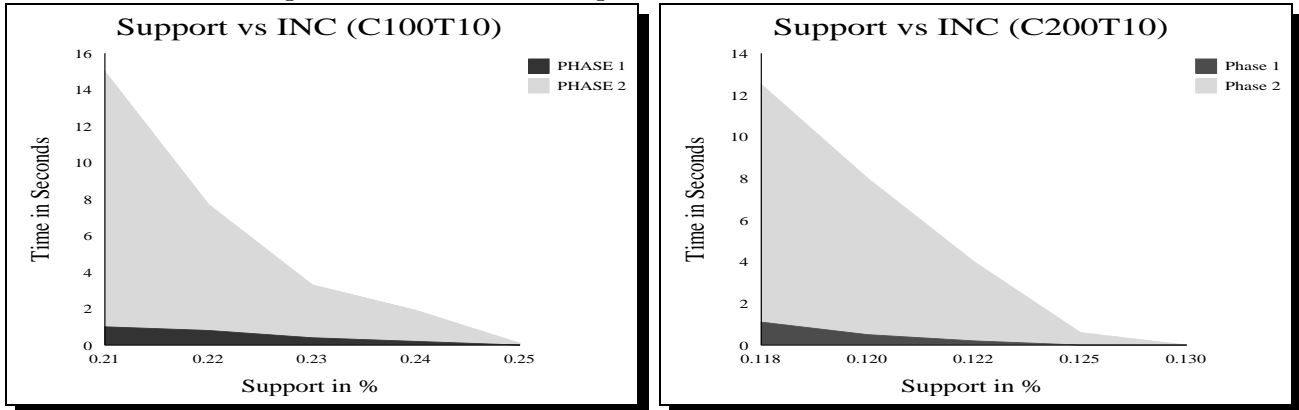 Support vs INC (C100T10)
16
14
12
10
8
6
4
2
0
Time in Seconds
PHASE 1
PHASE 2
0.21 0.22 0.23 0.24 0.25
Support in %
Support vs INC (C200T10)
14
12
10
8
6
4
2
0
Time in Seconds
Phase 1
Phase 2
0.118 0.120 0.122 0.125 0.130
Support in %